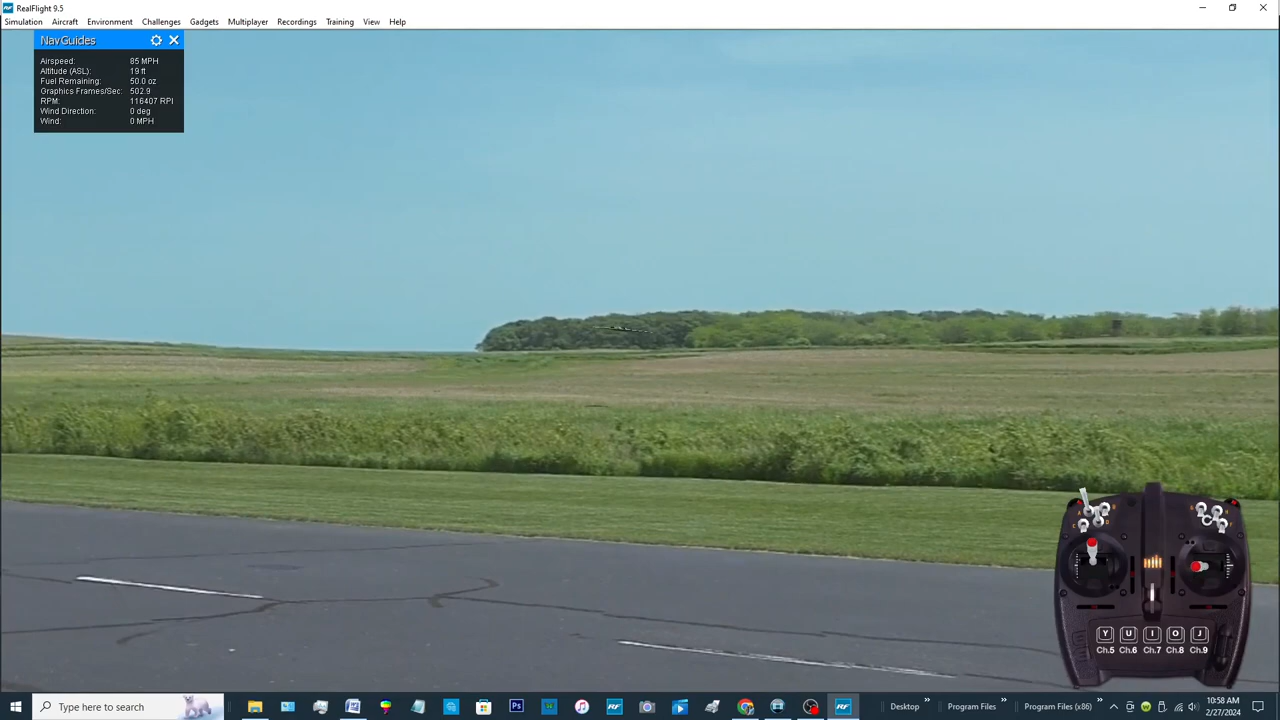 RealFlight 9.5
Simulation Aircraft Environment Challenges Gadgets Multiplayer Recordings Training View Help
NavGuides
Airspeed: 85 MPH
Altitude (ASL): 19 ft
Fuel Remaining: 50.0 oz
Graphics Frames/Sec: 502.9
RPM: 116407 RPI
Wind Direction: 0 deg
Wind: 0 MPH
Y U I O J
Ch.5 Ch.6 Ch.7 Ch.8 Ch.9
Type here to search
Desktop
Program Files
Program Files (x86)
10:58 AM
2/27/2024